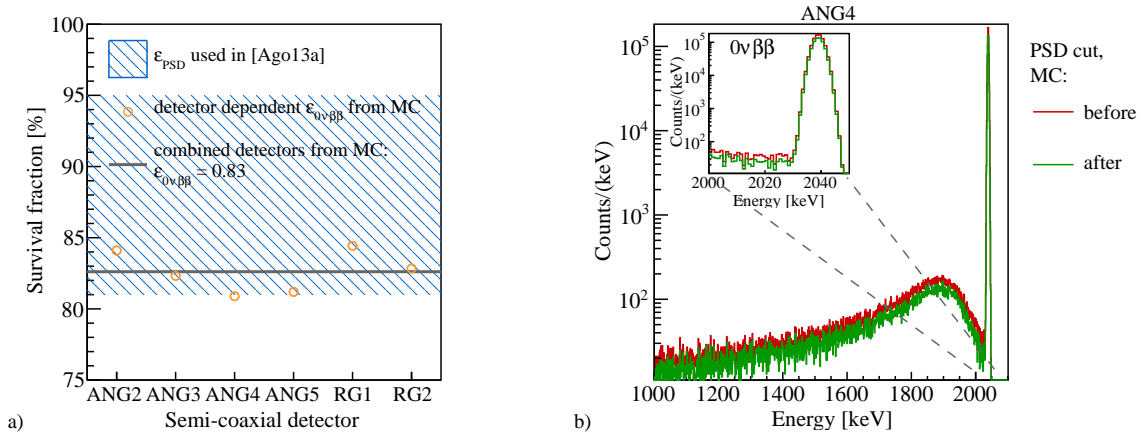 100
95
90
85
80
75
Survival fraction [%]
ε_PSD used in [Ago13a]
detector dependent ε_0νββ from MC
combined detectors from MC:
ε_0νββ = 0.83
ANG2 ANG3 ANG4 ANG5 RG1 RG2
Semi-coaxial detector
a)
ANG4
10^5
10^4
10^3
10^2
Counts/(keV)
0νββ
10^5
10^4
10^3
10^2
Counts/(keV)
2000 2020 2040
Energy [keV]
1000 1200 1400 1600 1800 2000
Energy [keV]
PSD cut,
MC:
before
after
b)